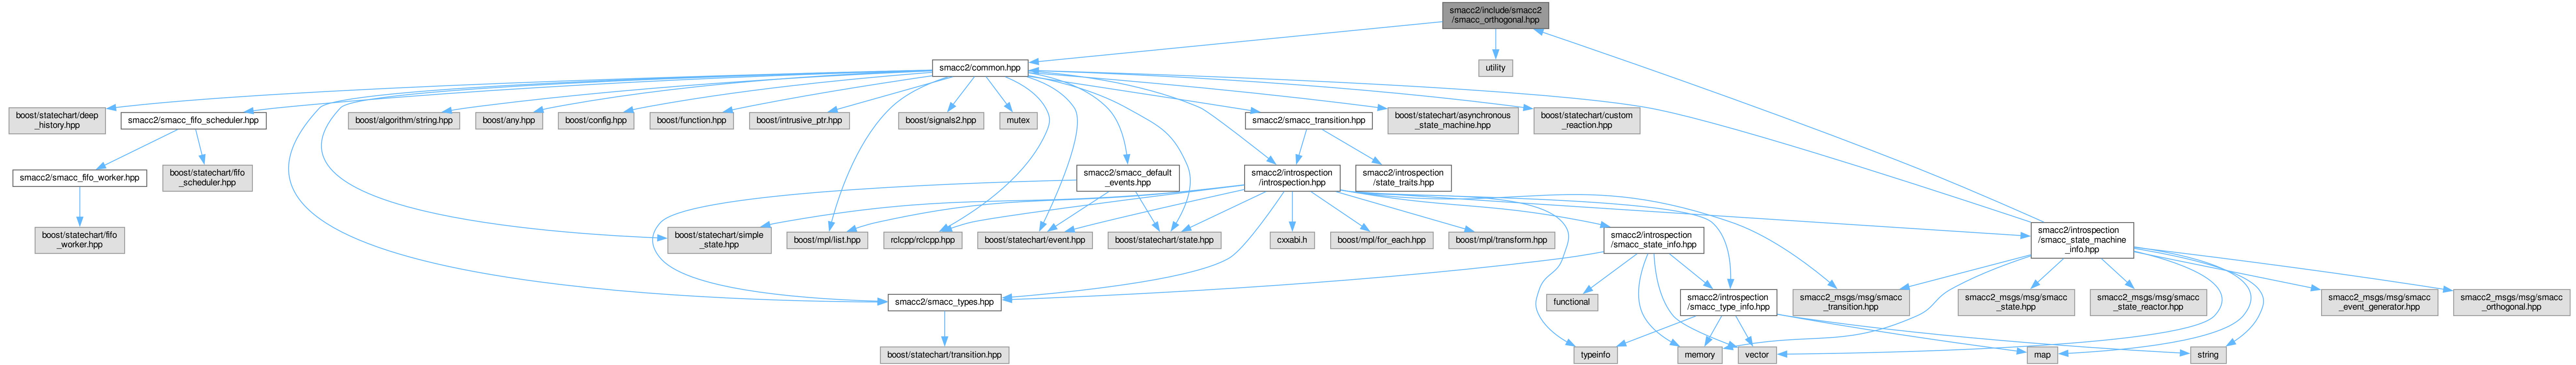 smacc2/include/smacc2
/smacc_orthogonal.hpp
smacc2/common.hpp
utility
boost/statechart/deep
_history.hpp
smacc2/smacc_fifo_scheduler.hpp
boost/algorithm/string.hpp
boost/any.hpp
boost/config.hpp
boost/function.hpp
boost/intrusive_ptr.hpp
boost/signals2.hpp
mutex
smacc2/smacc_transition.hpp
boost/statechart/asynchronous
_state_machine.hpp
boost/statechart/custom
_reaction.hpp
smacc2/smacc_fifo_worker.hpp
boost/statechart/fifo
_scheduler.hpp
smacc2/smacc_default
_events.hpp
smacc2/introspection
/introspection.hpp
smacc2/introspection
/state_traits.hpp
boost/statechart/fifo
_worker.hpp
boost/statechart/simple
_state.hpp
boost/mpl/list.hpp
rclcpp/rclcpp.hpp
boost/statechart/event.hpp
boost/statechart/state.hpp
cxxabi.h
boost/mpl/for_each.hpp
boost/mpl/transform.hpp
smacc2/introspection
/smacc_state_info.hpp
smacc2/introspection
/smacc_state_machine
_info.hpp
smacc2/smacc_types.hpp
functional
smacc2/introspection
/smacc_type_info.hpp
smacc2_msgs/msg/smacc
_transition.hpp
smacc2_msgs/msg/smacc
_state.hpp
smacc2_msgs/msg/smacc
_state_reactor.hpp
smacc2_msgs/msg/smacc
_event_generator.hpp
smacc2_msgs/msg/smacc
_orthogonal.hpp
boost/statechart/transition.hpp
typeinfo
memory
vector
map
string